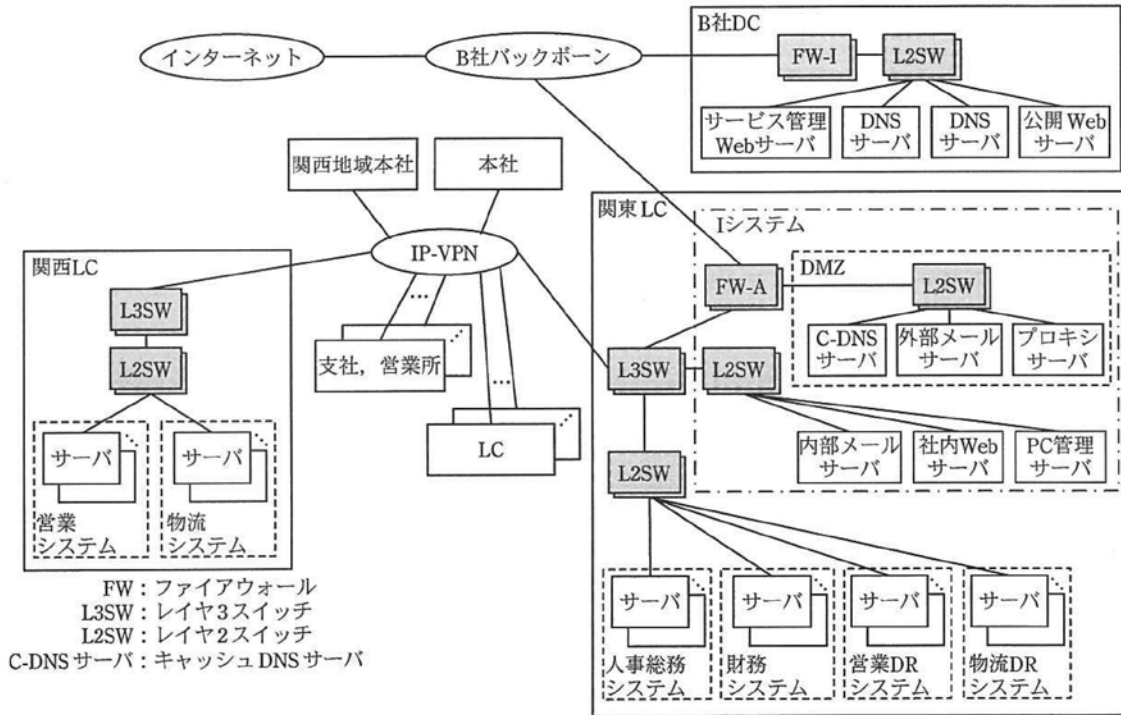 B社DC
インターネット
B社バックボーン
FW-I
L2SW
サービス管理
Webサーバ
DNS
サーバ
DNS
サーバ
公開Web
サーバ
関西地域本社
本社
IP-VPN
関西LC
L3SW
L2SW
サーバ
サーバ
営業
システム
物流
システム
支社，営業所
LC
関東LC
Iシステム
FW-A
DMZ
L2SW
C-DNS
サーバ
外部メール
サーバ
プロキシ
サーバ
L3SW
L2SW
内部メール
サーバ
社内Web
サーバ
PC管理
サーバ
L2SW
サーバ
サーバ
サーバ
サーバ
人事総務
システム
財務
システム
営業DR
システム
物流DR
システム
FW：ファイアウォール
L3SW：レイヤ3スイッチ
L2SW：レイヤ2スイッチ
C-DNSサーバ：キャッシュDNSサーバ